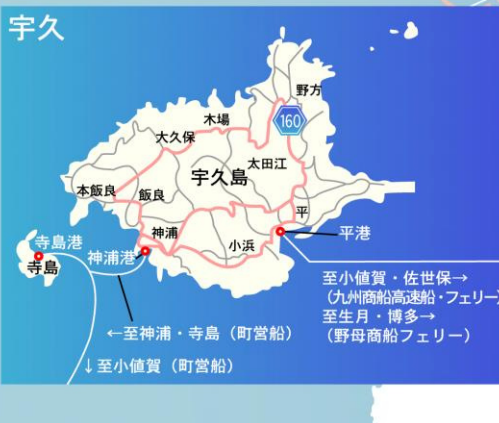 宇久
野方
160
木場
大久保
太田江
宇久島
本飯良
飯良
平
神浦
小浜
平港
寺島港
神浦港
寺島
至小値賀・佐世保→
(九州商船高速船・フェリー)
至生月・博多→
(野母商船フェリー)
←至神浦・寺島（町営船）
↓至小値賀（町営船）